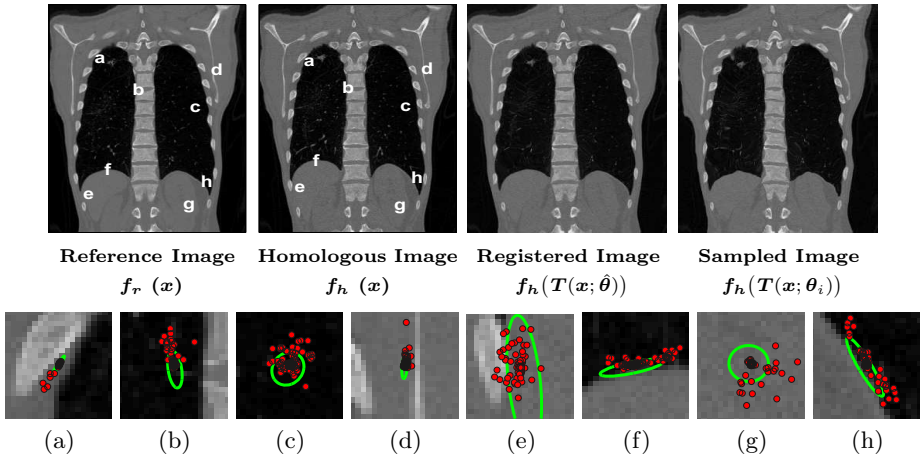 a
d
b
c
f
h
e
g
a
d
b
c
f
h
e
g
Reference Image
Homologous Image
Registered Image
Sampled Image
f_r (x)
f_h (x)
f_h(T(x; θ̂))
f_h(T(x; θ_i))
(a)
(b)
(c)
(d)
(e)
(f)
(g)
(h)